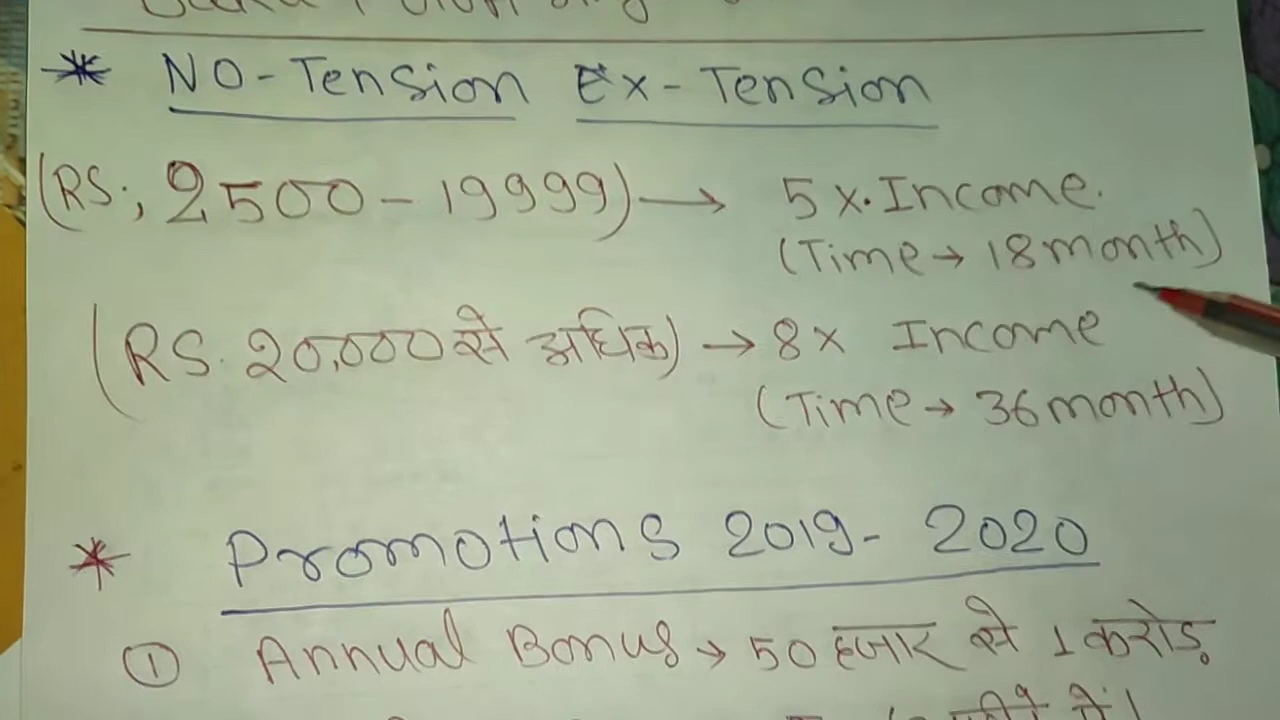 * NO-Tension Ex-Tension
(RS; 2500-19999) → 5x. Income.
(Time → 18 month)
(RS. 20,000 से अधिक) → 8x Income
(Time → 36 month)
* Promotions 2019- 2020
① Annual Bonus → 50 हजार से 1 करोड़
में।